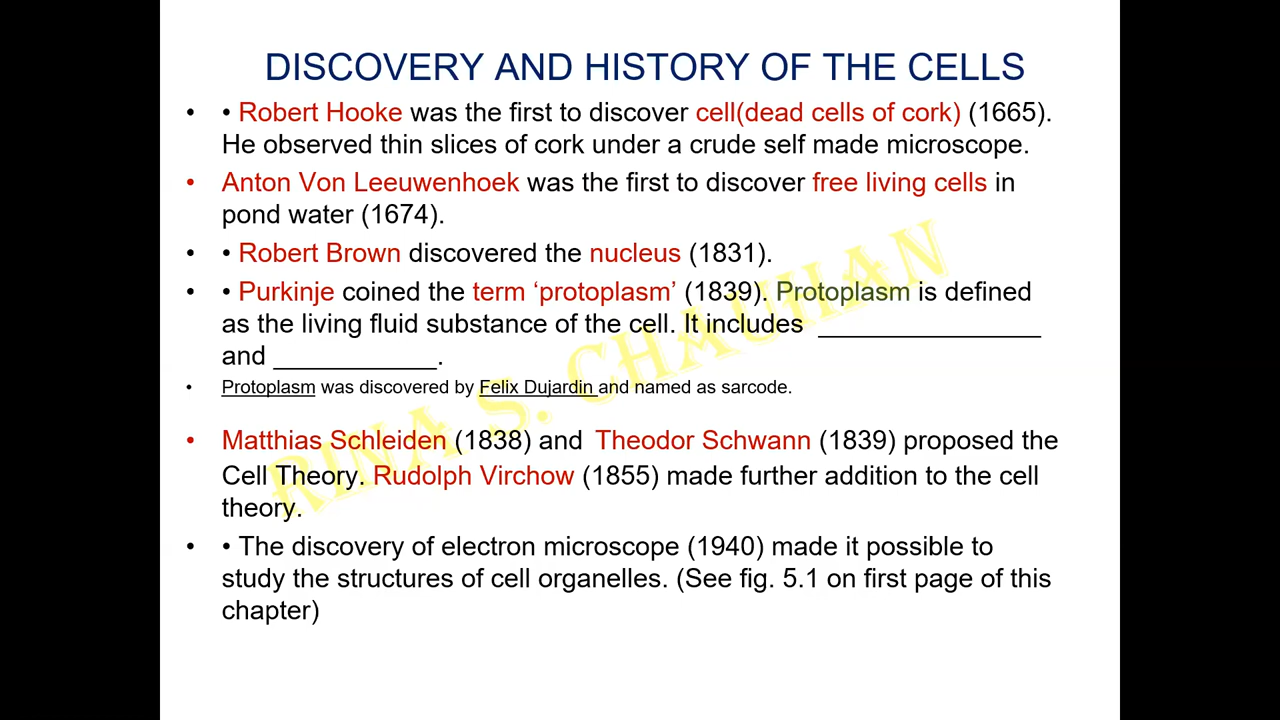 DISCOVERY AND HISTORY OF THE CELLS
• • Robert Hooke was the first to discover cell(dead cells of cork) (1665).
He observed thin slices of cork under a crude self made microscope.
• Anton Von Leeuwenhoek was the first to discover free living cells in
pond water (1674).
• • Robert Brown discovered the nucleus (1831).
• • Purkinje coined the term ‘protoplasm’ (1839). Protoplasm is defined
as the living fluid substance of the cell. It includes _______________
and ___________.
• Protoplasm was discovered by Felix Dujardin and named as sarcode.
• Matthias Schleiden (1838) and Theodor Schwann (1839) proposed the
Cell Theory. Rudolph Virchow (1855) made further addition to the cell
theory.
• • The discovery of electron microscope (1940) made it possible to
study the structures of cell organelles. (See fig. 5.1 on first page of this
chapter)
RINA S. CHAUHAN